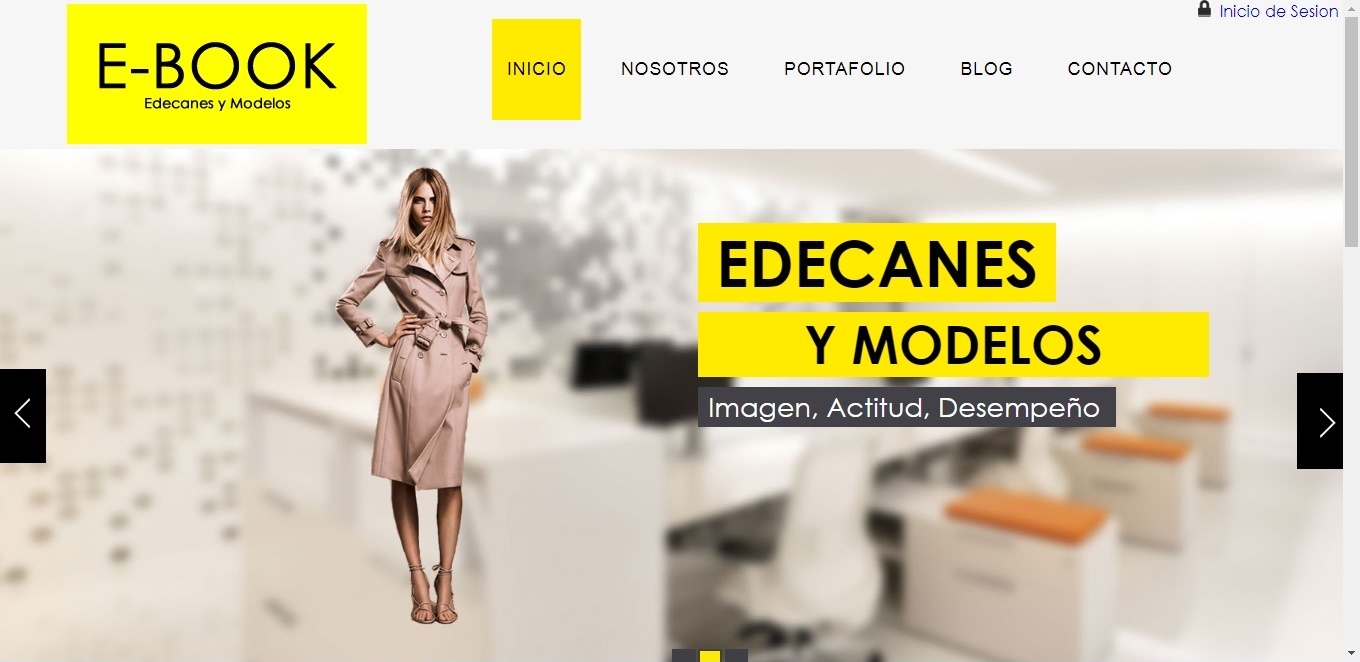 Inicio de Sesion
E-BOOK
Edecanes y Modelos
INICIO NOSOTROS PORTAFOLIO BLOG CONTACTO
EDECANES
Y MODELOS
Imagen, Actitud, Desempeño